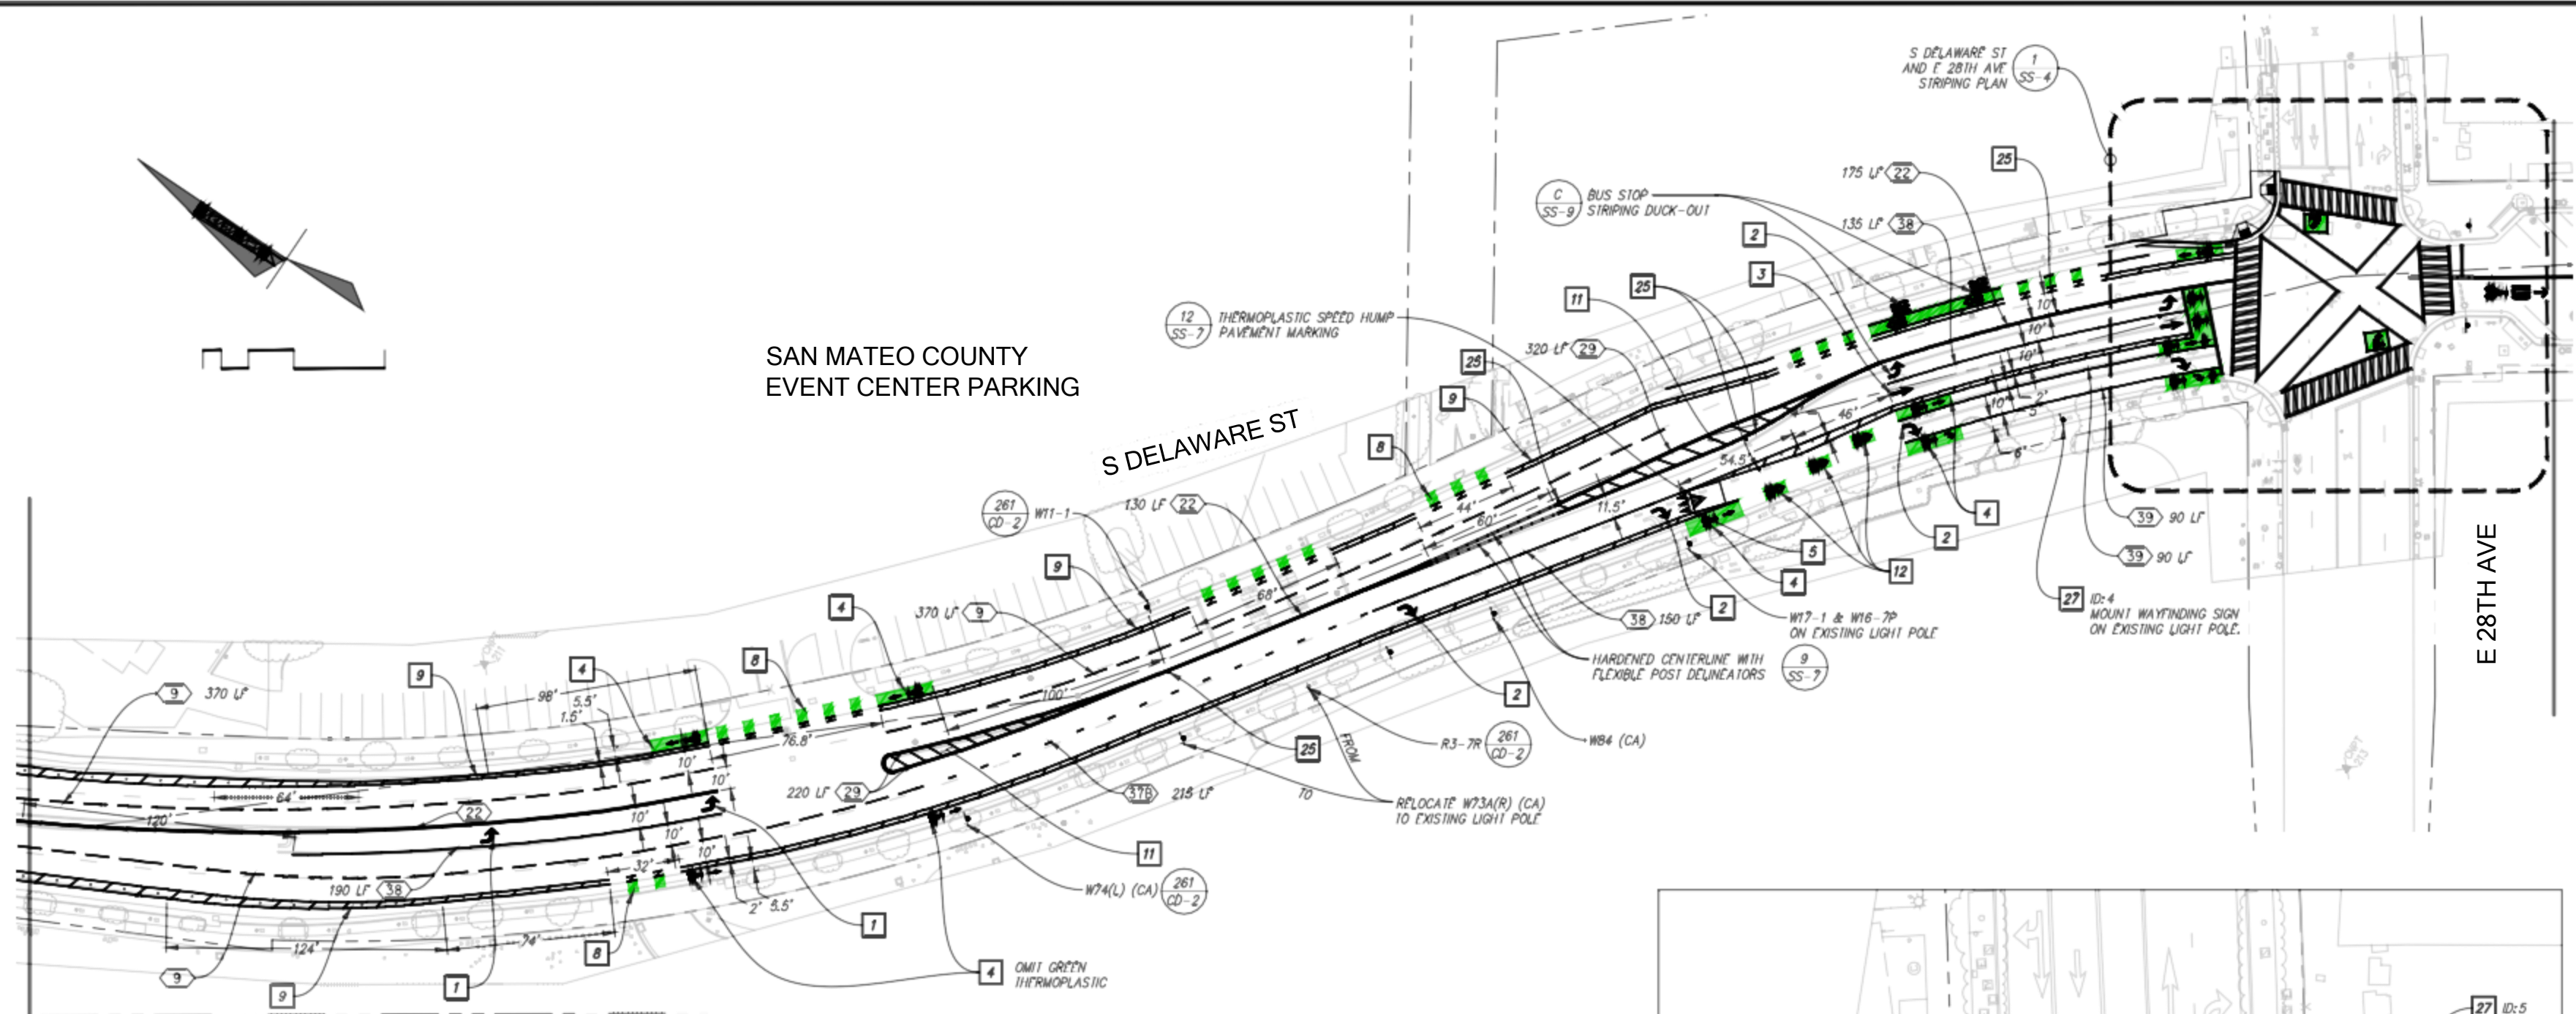 S DELAWARE ST
AND E 28TH AVE
STRIPING PLAN
1
SS-4
25
175 LF 22
C
SS-9
BUS STOP
STRIPING DUCK-OUT
135 LF 38
2
3
25
11
12
SS-7
THERMOPLASTIC SPEED HUMP
PAVEMENT MARKING
320 LF 29
25
9
8
SAN MATEO COUNTY
EVENT CENTER PARKING
S DELAWARE ST
10'
10'
10'
46'
10'
2'
5'
6'
54.5'
11.5'
44'
60'
68'
261
CD-2
W11-1
130 LF 22
9
4
370 LF 9
8
4
9
9 370 LF
98'
5.5'
1.5'
76.8'
100'
10'
10'
64'
120'
22
10'
10'
10'
32'
2' 5.5'
190 LF 38
124'
74'
220 LF 29
37B 215 LF
25
FROM
TO
R3-7R
261
CD-2
W84 (CA)
2
RELOCATE W73A(R) (CA)
TO EXISTING LIGHT POLE
HARDENED CENTERLINE WITH
FLEXIBLE POST DELINEATORS
9
SS-7
38 150 LF
2
W17-1 & W16-7P
ON EXISTING LIGHT POLE
4
5
12
2
4
39 90 LF
39 90 LF
27 ID:4
MOUNT WAYFINDING SIGN
ON EXISTING LIGHT POLE.
E 28TH AVE
11
W74(L) (CA)
261
CD-2
1
4 OMIT GREEN
THERMOPLASTIC
8
1
9
9
27 ID:5